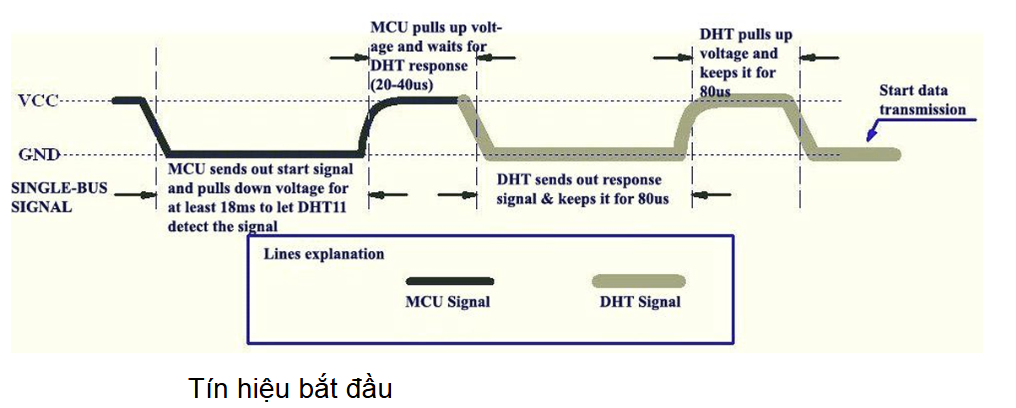 MCU pulls up volt-
age and waits for
DHT response
(20-40us)
DHT pulls up
voltage and
keeps it for
80us
Start data
transmission
VCC
GND
SINGLE-BUS
SIGNAL
MCU sends out start signal
and pulls down voltage for
at least 18ms to let DHT11
detect the signal
DHT sends out response
signal & keeps it for 80us
Lines explanation
MCU Signal
DHT Signal
Tín hiệu bắt đầu